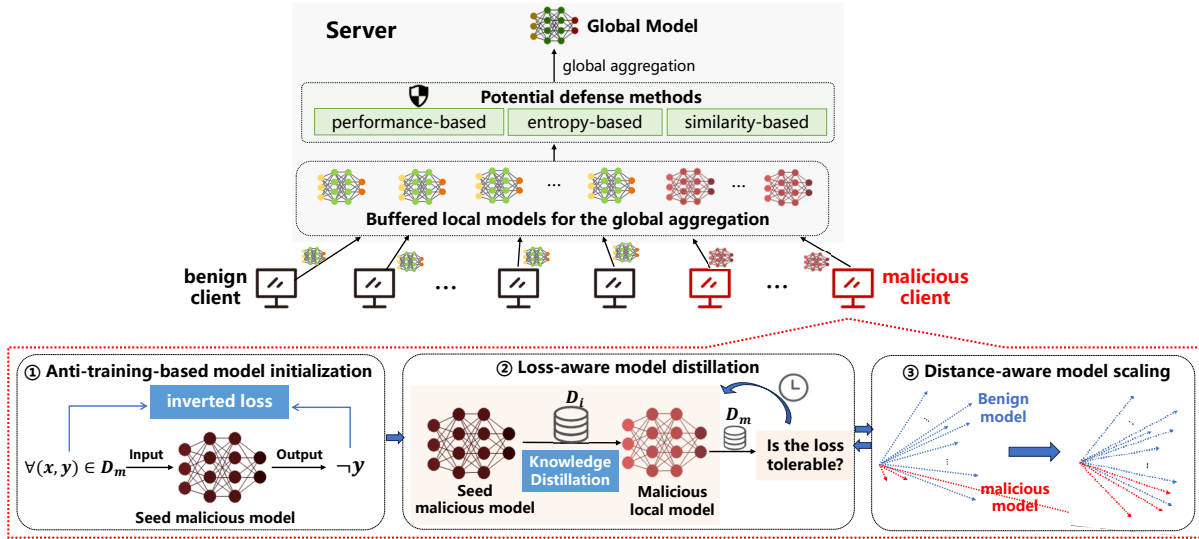 Server
Global Model
global aggregation
Potential defense methods
performance-based
entropy-based
similarity-based
...
...
Buffered local models for the global aggregation
benign
client
...
...
malicious
client
① Anti-training-based model initialization
inverted loss
∀(x, y) ∈ D_m
Input
Output
¬y
Seed malicious model
② Loss-aware model distillation
D_i
Knowledge
Distillation
Seed
malicious model
Malicious
local model
D_m
Is the loss
tolerable?
③ Distance-aware model scaling
Benign
model
malicious
model